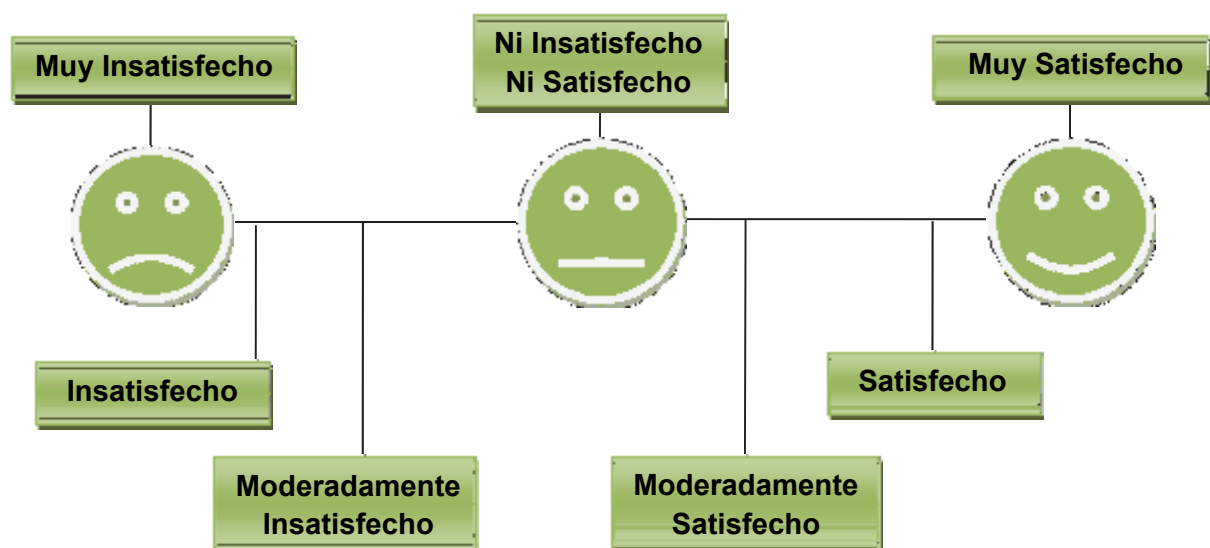 Muy Insatisfecho
Ni Insatisfecho
Ni Satisfecho
Muy Satisfecho
Insatisfecho
Satisfecho
Moderadamente
Insatisfecho
Moderadamente
Satisfecho